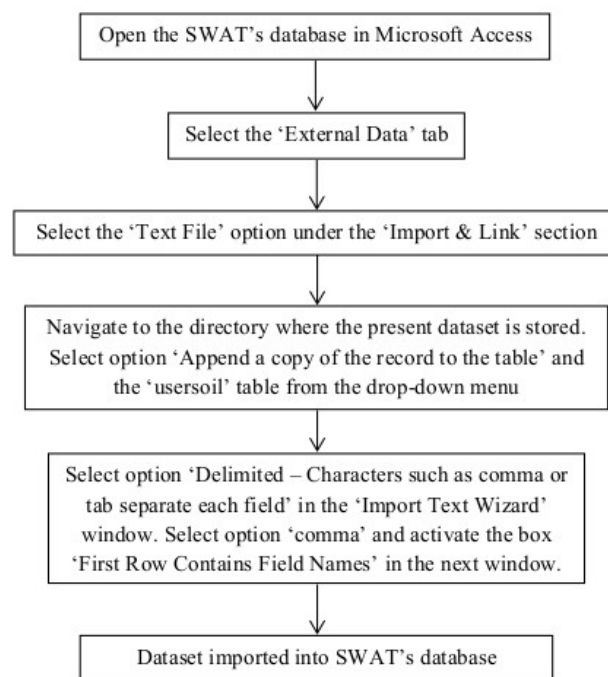 Open the SWAT’s database in Microsoft Access
Select the ‘External Data’ tab
Select the ‘Text File’ option under the ‘Import & Link’ section
Navigate to the directory where the present dataset is stored.
Select option ‘Append a copy of the record to the table’ and
the ‘usersoil’ table from the drop-down menu
Select option ‘Delimited – Characters such as comma or
tab separate each field’ in the ‘Import Text Wizard’
window. Select option ‘comma’ and activate the box
‘First Row Contains Field Names’ in the next window.
Dataset imported into SWAT’s database